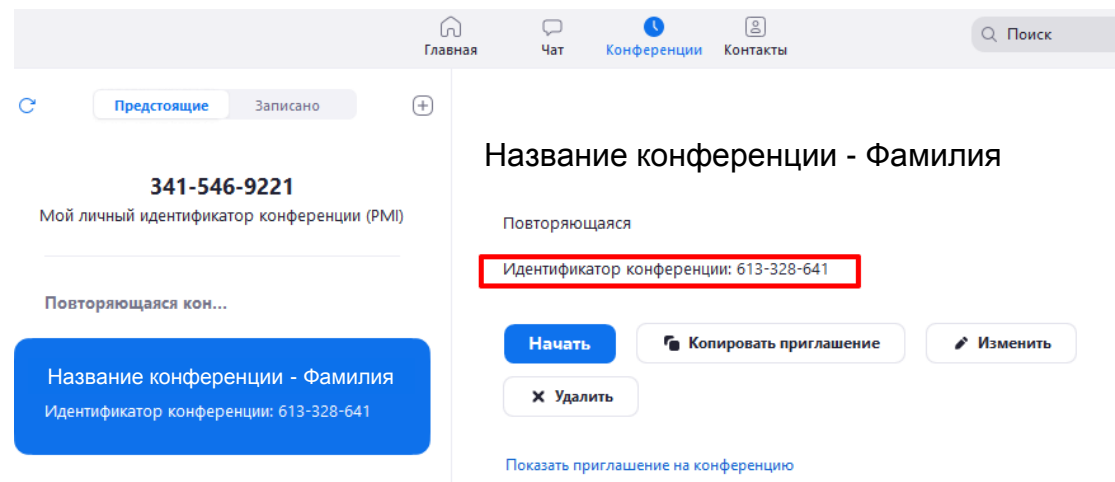 Главная
Чат
Конференции
Контакты
Поиск
Предстоящие
Записано
341-546-9221
Мой личный идентификатор конференции (PMI)
Повторяющаяся кон...
Название конференции - Фамилия
Идентификатор конференции: 613-328-641
Название конференции - Фамилия
Повторяющаяся
Идентификатор конференции: 613-328-641
Начать
Копировать приглашение
Изменить
Удалить
Показать приглашение на конференцию